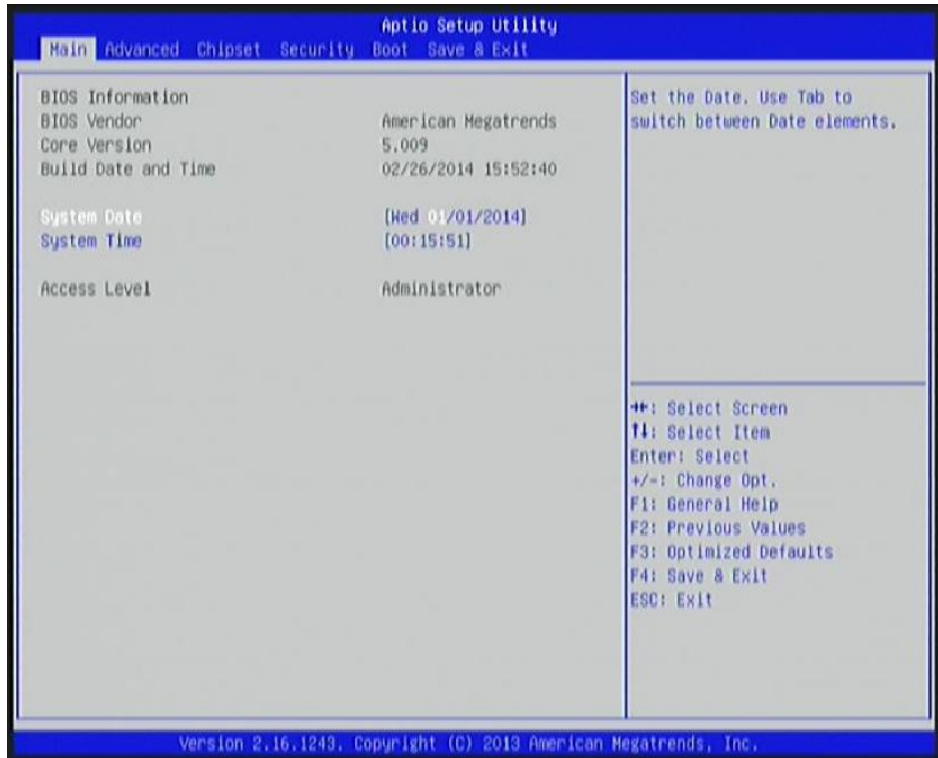 Aptio Setup Utility
Main Advanced Chipset Security Boot Save & Exit
BIOS Information
BIOS Vendor American Megatrends
Core Version 5.009
Build Date and Time 02/26/2014 15:52:40
System Date [Wed 01/01/2014]
System Time [00:15:51]
Access Level Administrator
Set the Date. Use Tab to
switch between Date elements.
→←: Select Screen
↑↓: Select Item
Enter: Select
+/-: Change Opt.
F1: General Help
F2: Previous Values
F3: Optimized Defaults
F4: Save & Exit
ESC: Exit
Version 2.16.1243. Copyright (C) 2013 American Megatrends, Inc.